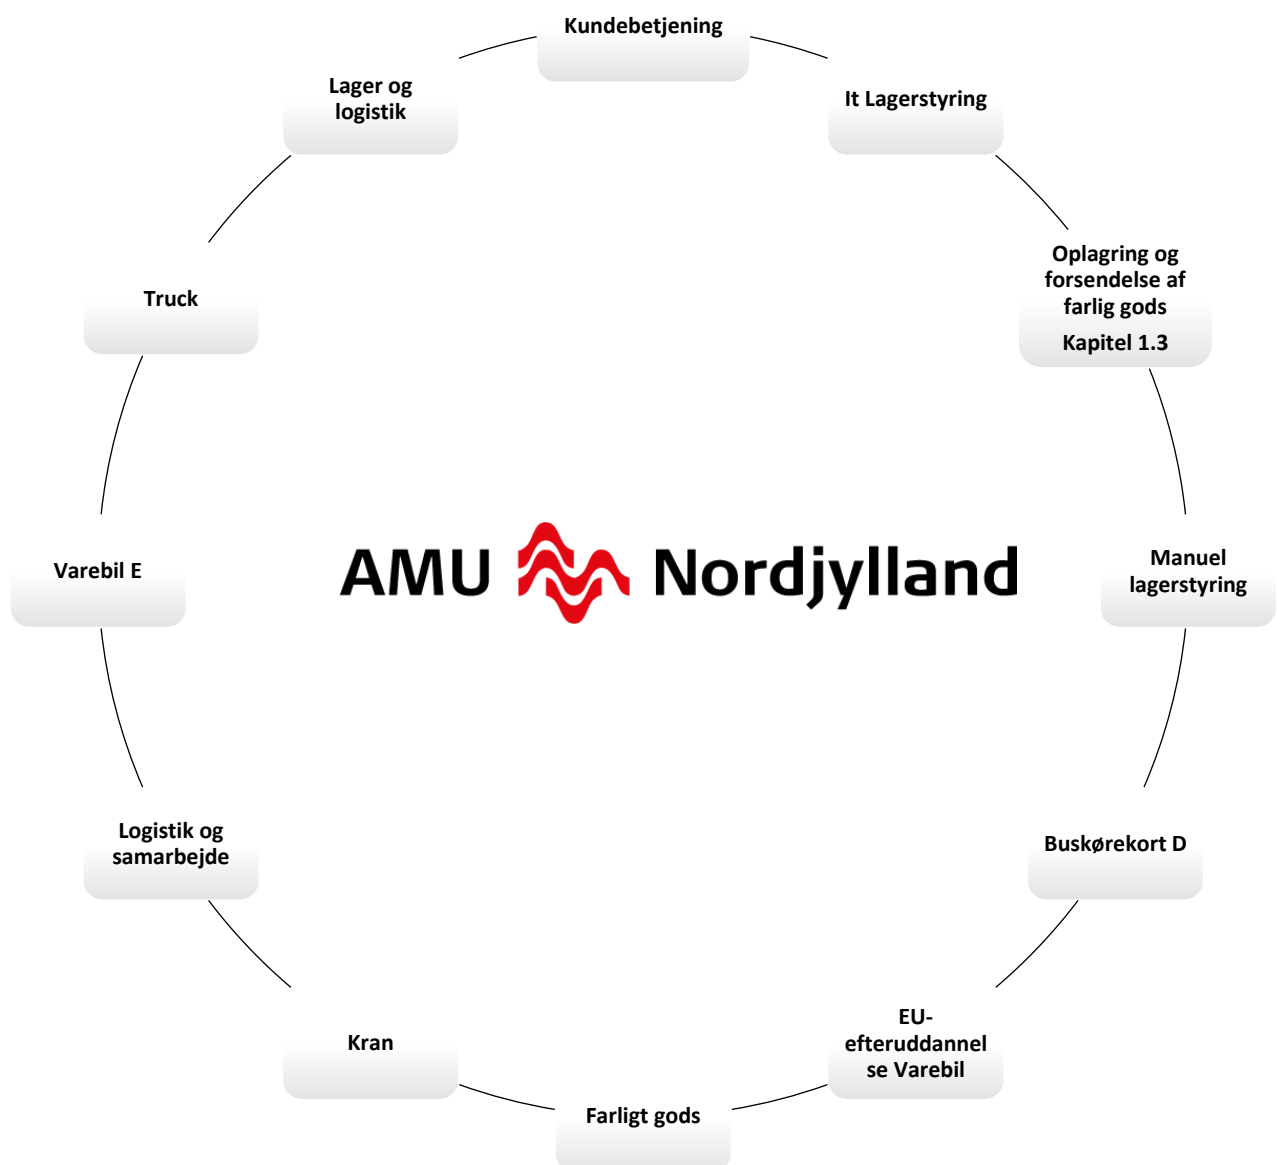 Kundebetjening
It Lagerstyring
Oplagring og
forsendelse af
farlig gods
Kapitel 1.3
Manuel
lagerstyring
Buskørekort D
EU-
efteruddannel
se Varebil
Farligt gods
Kran
Logistik og
samarbejde
Varebil E
Truck
Lager og
logistik
AMU Nordjylland